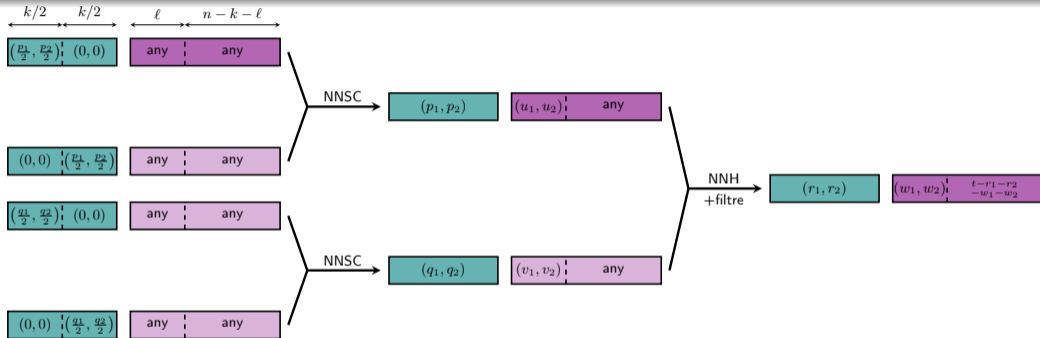 k/2 k/2 ℓ n − k − ℓ
(p₁/2, p₂/2) (0, 0) any any
NNSC
(p₁, p₂) (u₁, u₂) any
(0, 0) (p₁/2, p₂/2) any any
NNH
+filtre
(r₁, r₂) (w₁, w₂) t−r₁−r₂
−w₁−w₂
(q₁/2, q₂/2) (0, 0) any any
NNSC
(q₁, q₂) (v₁, v₂) any
(0, 0) (q₁/2, q₂/2) any any